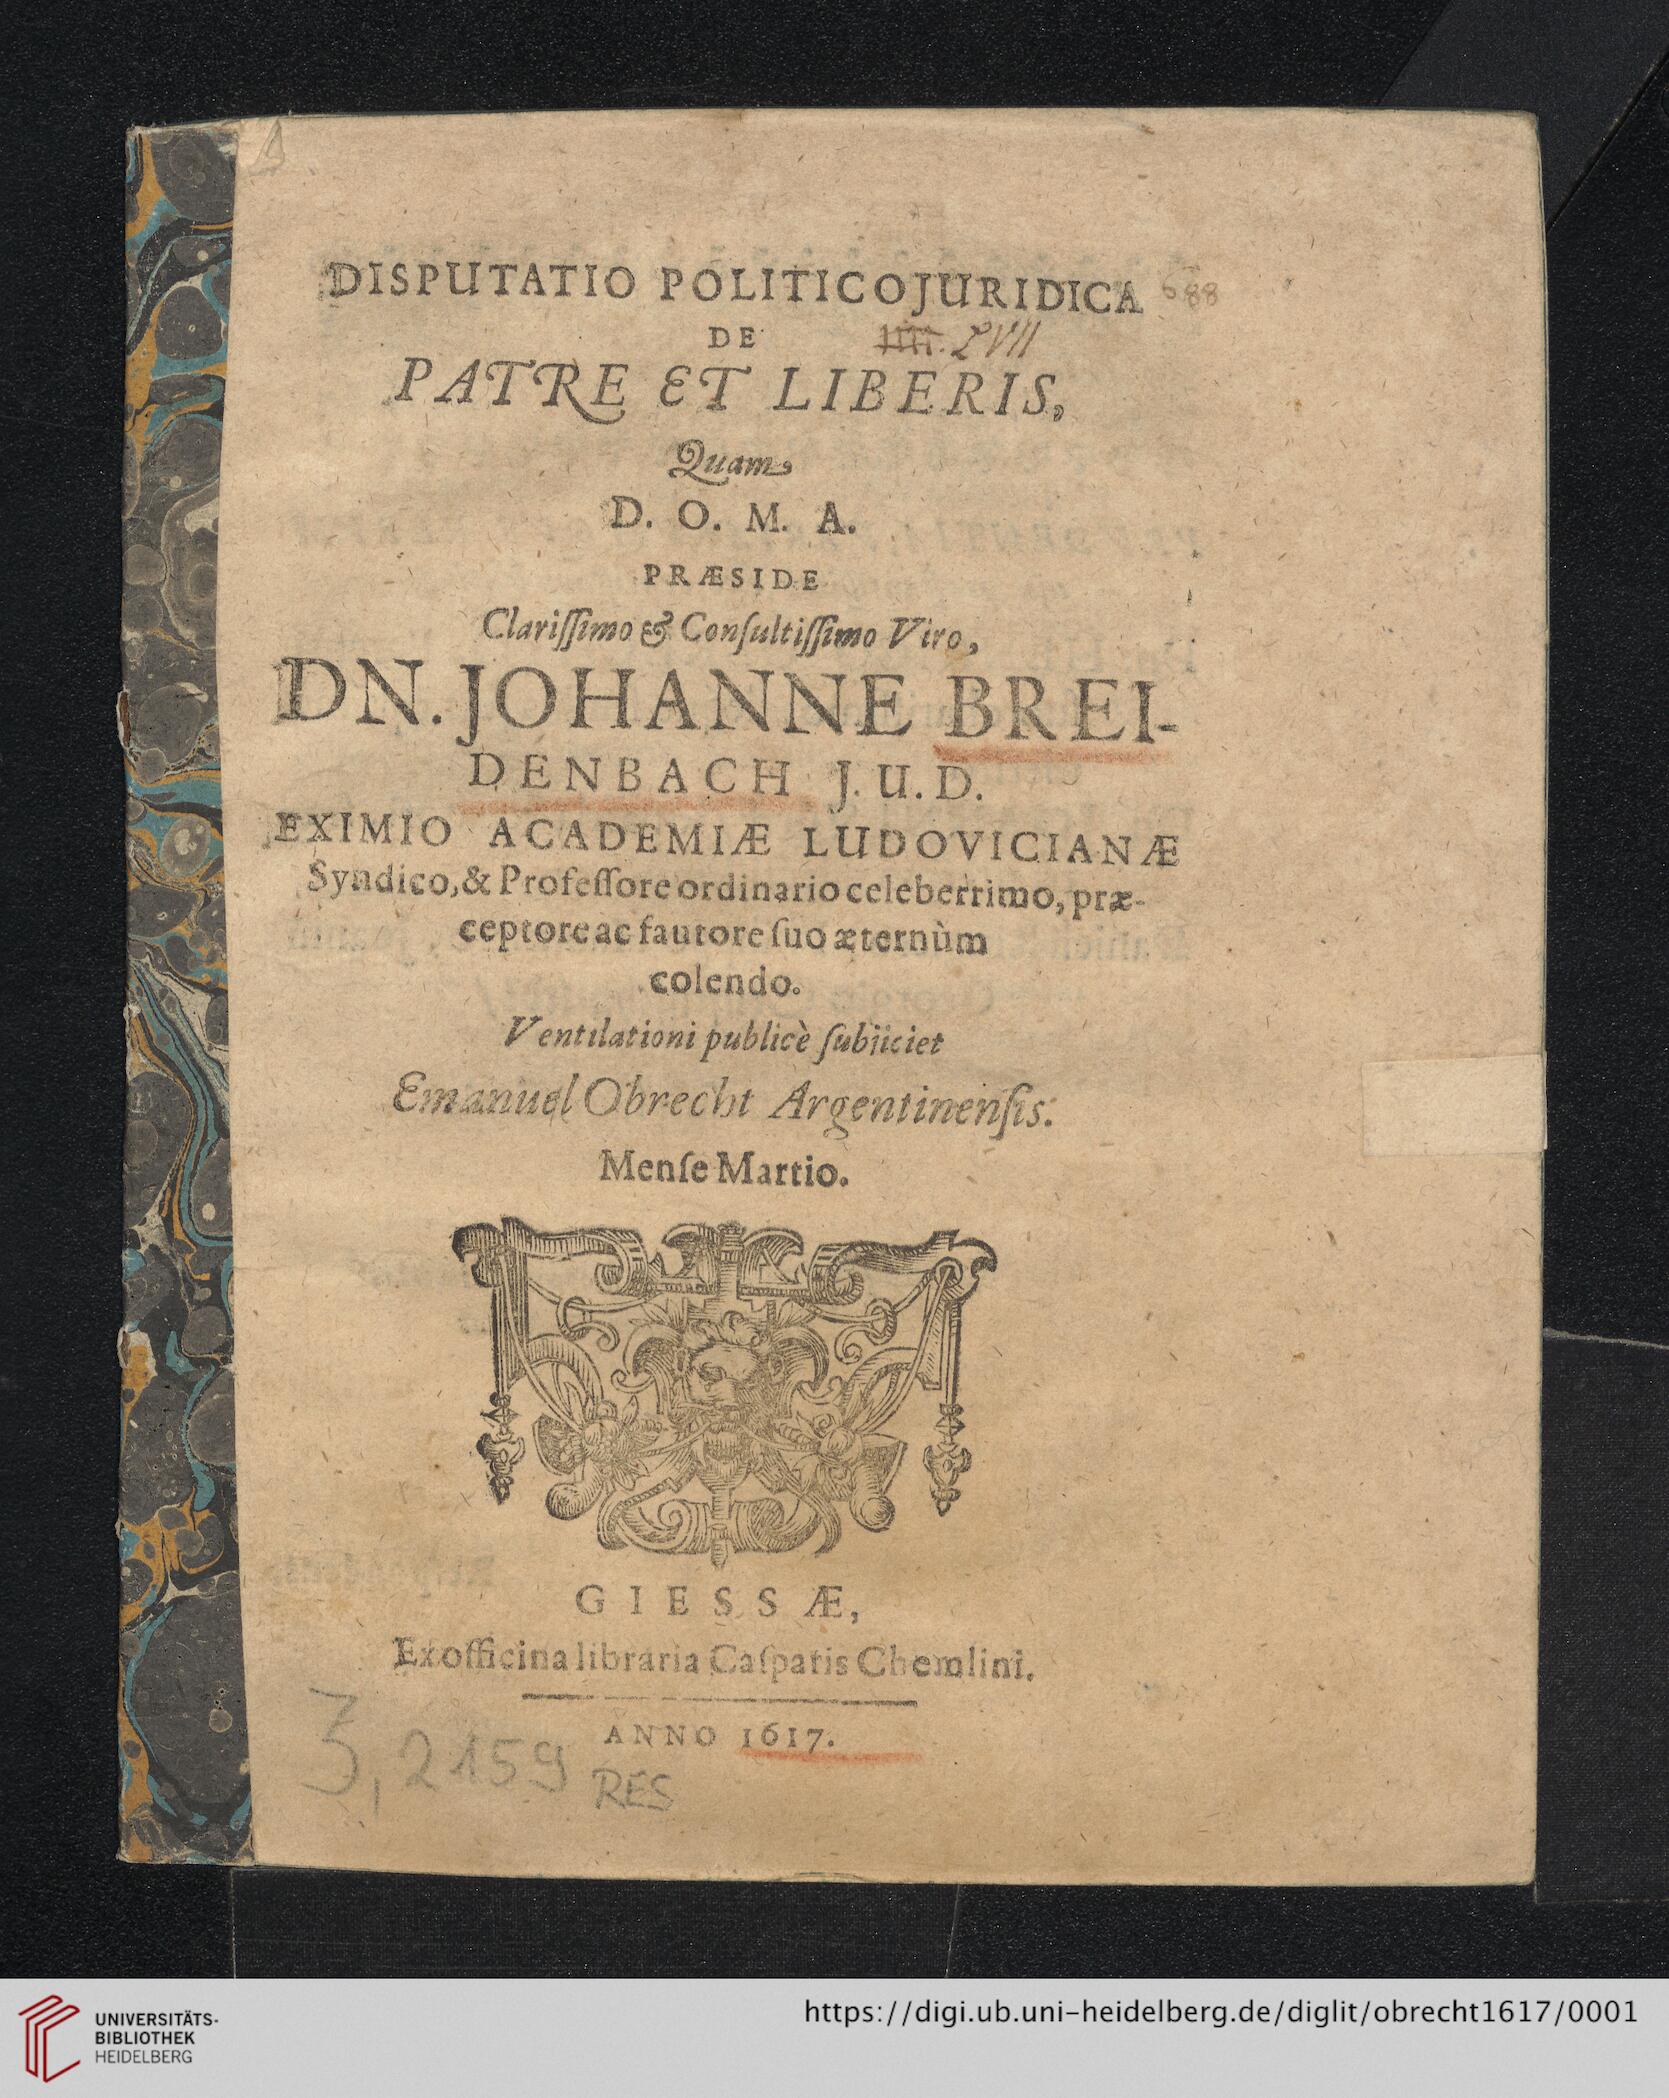 DISPUTATIO POLITICOJURIDICA 688
DE LVII
PATRE ET LIBERIS,
Quam
D. O. M. A.
PRÆSIDE
Clariſſimo & Conſultiſſimo Viro,
DN. JOHANNE BREI-
DENBACH J. U. D.
EXIMIO ACADEMIÆ LUDOVICIANÆ
Syndico, & Profeſſore ordinario celeberrimo, præ-
ceptore ac fautore ſuo æternùm
colendo.
Ventilationi publicè ſubijciet
Emanuel Obrecht Argentinenſis.
Menſe Martio.
GIESSÆ,
Ex officina libraria Caſpatis Chemlini.
ANNO 1617.
3, 2159 RES
UNIVERSITÄTS-
BIBLIOTHEK
HEIDELBERG
https://digi.ub.uni-heidelberg.de/diglit/obrecht1617/0001